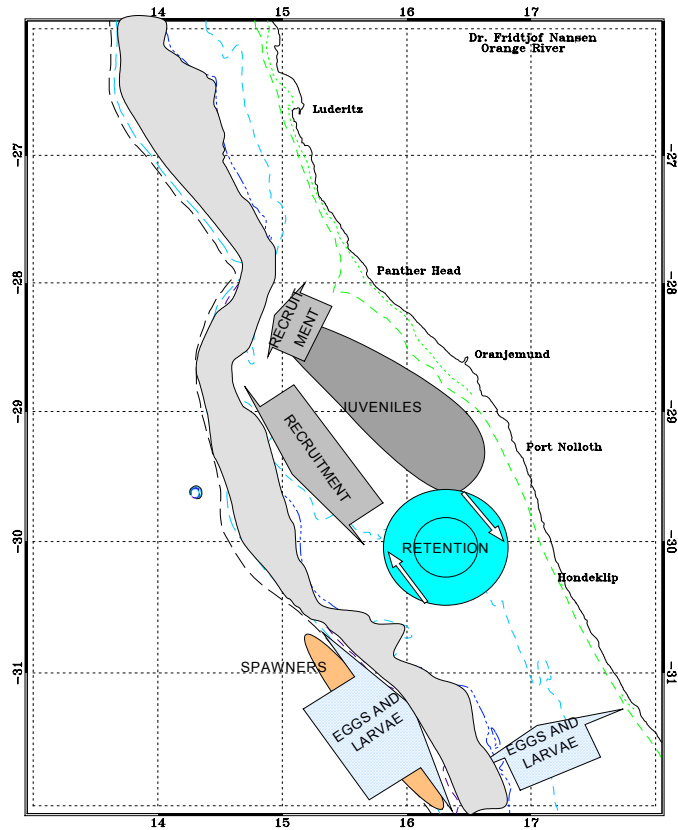 14 15 16 17
Dr. Fridtjof Nansen
Orange River
Luderitz
-27 -27
Panther Head
-28 -28
RECRUIT
MENT
Oranjemund
-29 -29
JUVENILES
RECRUITMENT
Port Nolloth
-30 -30
RETENTION
Hondeklip
-31 -31
SPAWNERS
EGGS AND
LARVAE
EGGS AND
LARVAE
14 15 16 17